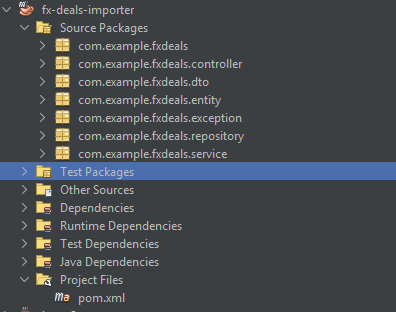 fx-deals-importer
Source Packages
com.example.fxdeals
com.example.fxdeals.controller
com.example.fxdeals.dto
com.example.fxdeals.entity
com.example.fxdeals.exception
com.example.fxdeals.repository
com.example.fxdeals.service
Test Packages
Other Sources
Dependencies
Runtime Dependencies
Test Dependencies
Java Dependencies
Project Files
pom.xml